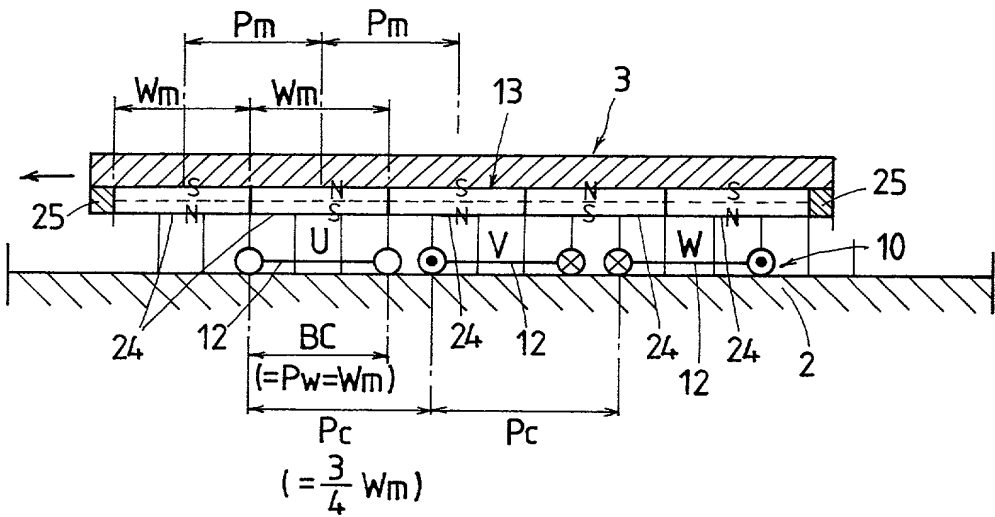 Pm Pm
Wm Wm 13 3
25 S N S N S 25
N S N S N
U V W 10
24 12 24 12 24 24 12 2
BC
(=Pw=Wm)
Pc Pc
(=3/4 Wm)